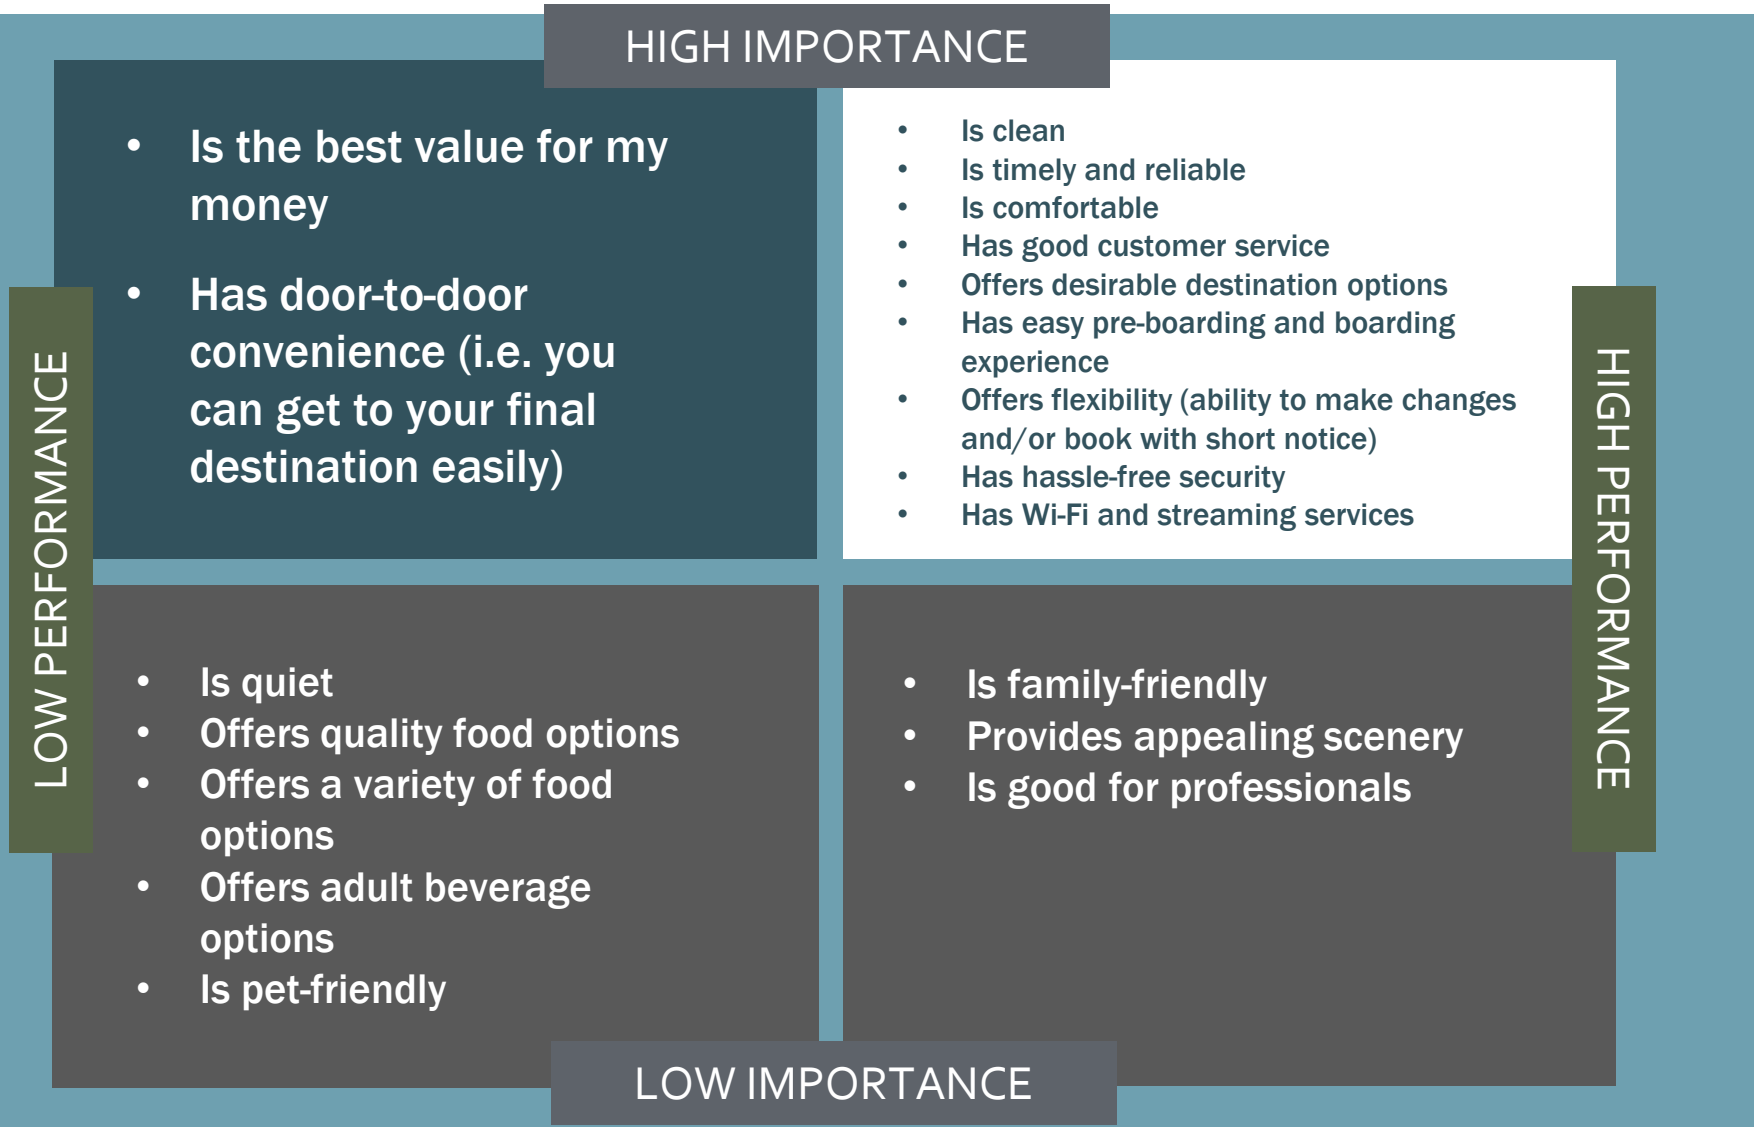 HIGH IMPORTANCE
• Is the best value for my
money
• Has door-to-door
convenience (i.e. you
can get to your final
destination easily)
• Is clean
• Is timely and reliable
• Is comfortable
• Has good customer service
• Offers desirable destination options
• Has easy pre-boarding and boarding
experience
• Offers flexibility (ability to make changes
and/or book with short notice)
• Has hassle-free security
• Has Wi-Fi and streaming services
LOW PERFORMANCE
HIGH PERFORMANCE
• Is quiet
• Offers quality food options
• Offers a variety of food
options
• Offers adult beverage
options
• Is pet-friendly
• Is family-friendly
• Provides appealing scenery
• Is good for professionals
LOW IMPORTANCE